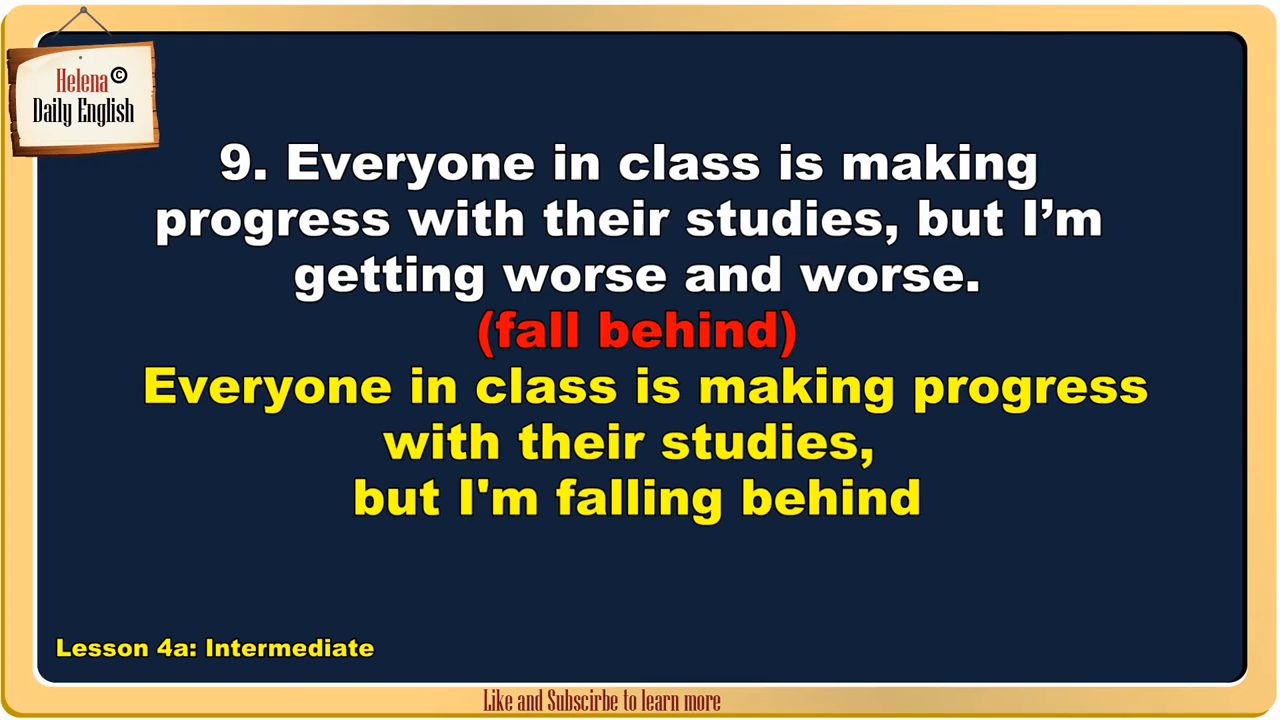 Helena©
Daily English
9. Everyone in class is making
progress with their studies, but I’m
getting worse and worse.
(fall behind)
Everyone in class is making progress
with their studies,
but I'm falling behind
Lesson 4a: Intermediate
Like and Subscirbe to learn more